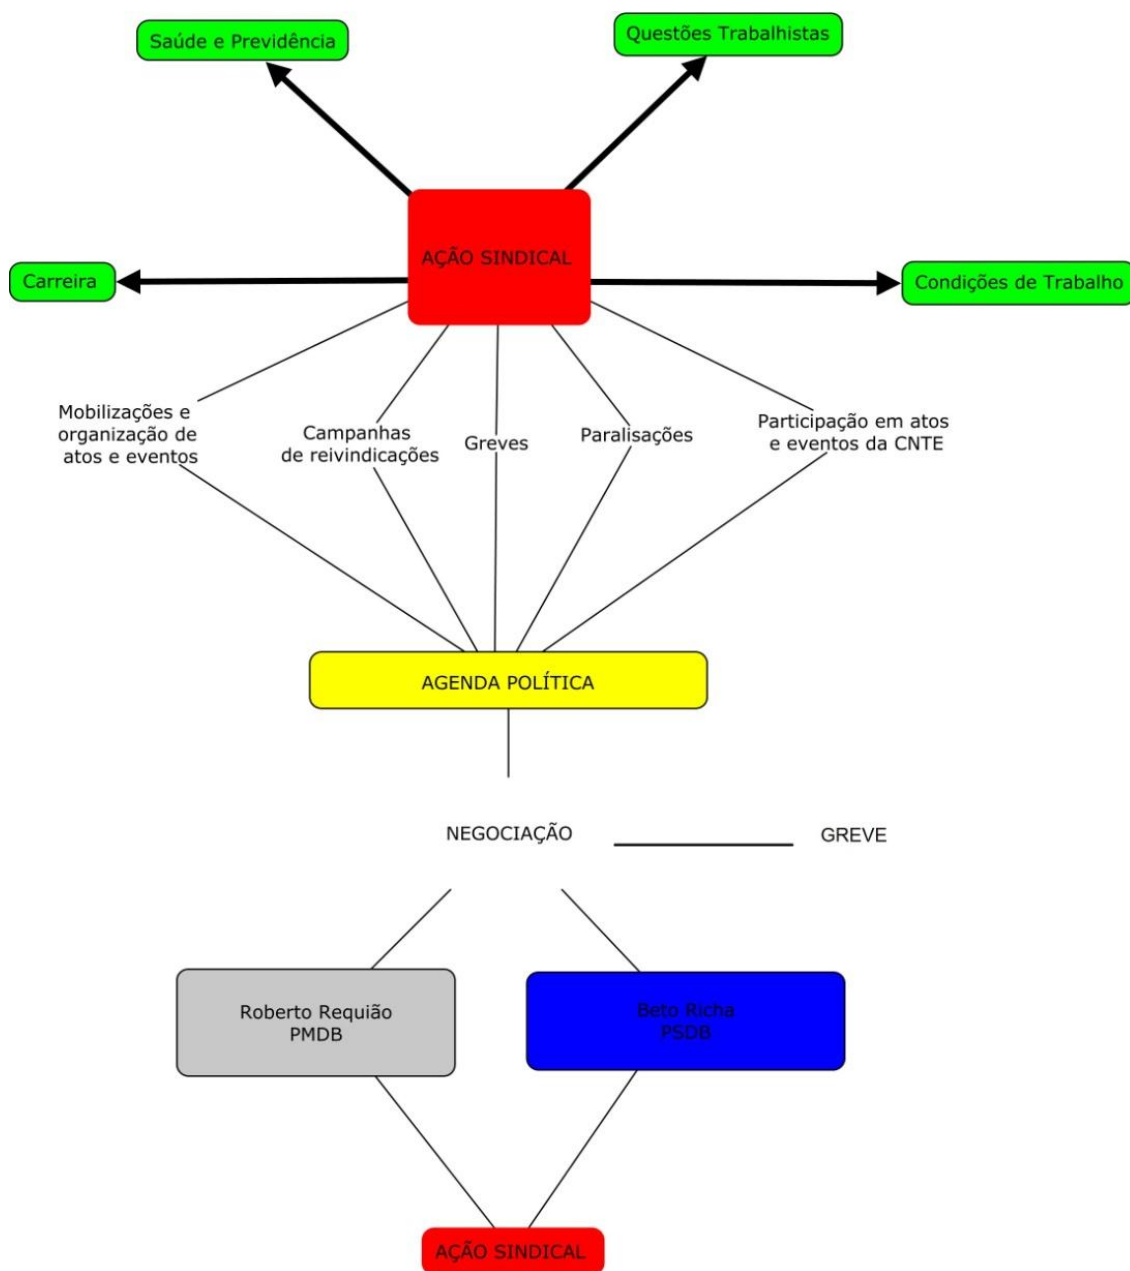 Saúde e Previdência
Questões Trabalhistas
AÇÃO SINDICAL
Carreira
Condições de Trabalho
Mobilizações e
organização de
atos e eventos
Campanhas
de reivindicações
Greves
Paralisações
Participação em atos
e eventos da CNTE
AGENDA POLÍTICA
NEGOCIAÇÃO
GREVE
Roberto Requião
PMDB
Beto Richa
PSDB
AÇÃO SINDICAL